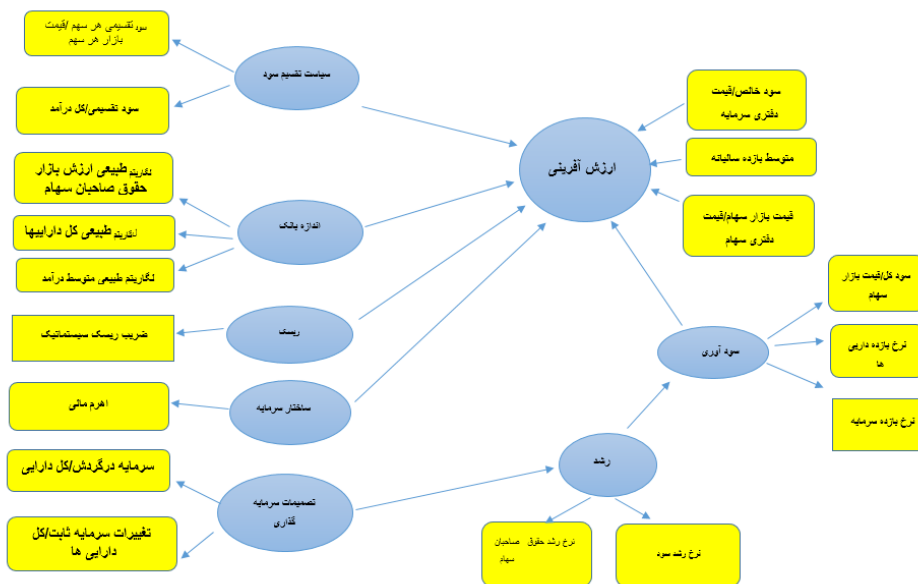 سود تقسیمی هر سهم /قیمت
بازار هر سهم
سیاست تقسیم سود
سود تقسیمی/کل درآمد
سود خالص/قیمت
دفتری سرمایه
ارزش آفرینی
متوسط بازده سالیانه
قیمت بازار سهام/قیمت
دفتری سهام
لگاریتم طبیعی ارزش بازار
حقوق صاحبان سهام
اندازه بانک
لگاریتم طبیعی کل داراییها
لگاریتم طبیعی متوسط درآمد
سود کل/قیمت بازار
سهام
ریسک
ضریب ریسک سیستماتیک
سود آوری
نرخ بازده داریی
ها
نرخ بازده سرمایه
ساختار سرمایه
اهرم مالی
رشد
سرمایه درگردش/کل دارایی
تصمیمات سرمایه
گذاری
تغییرات سرمایه ثابت/کل
دارایی ها
نرخ رشد حقوق صاحبان
سهام
نرخ رشد سود